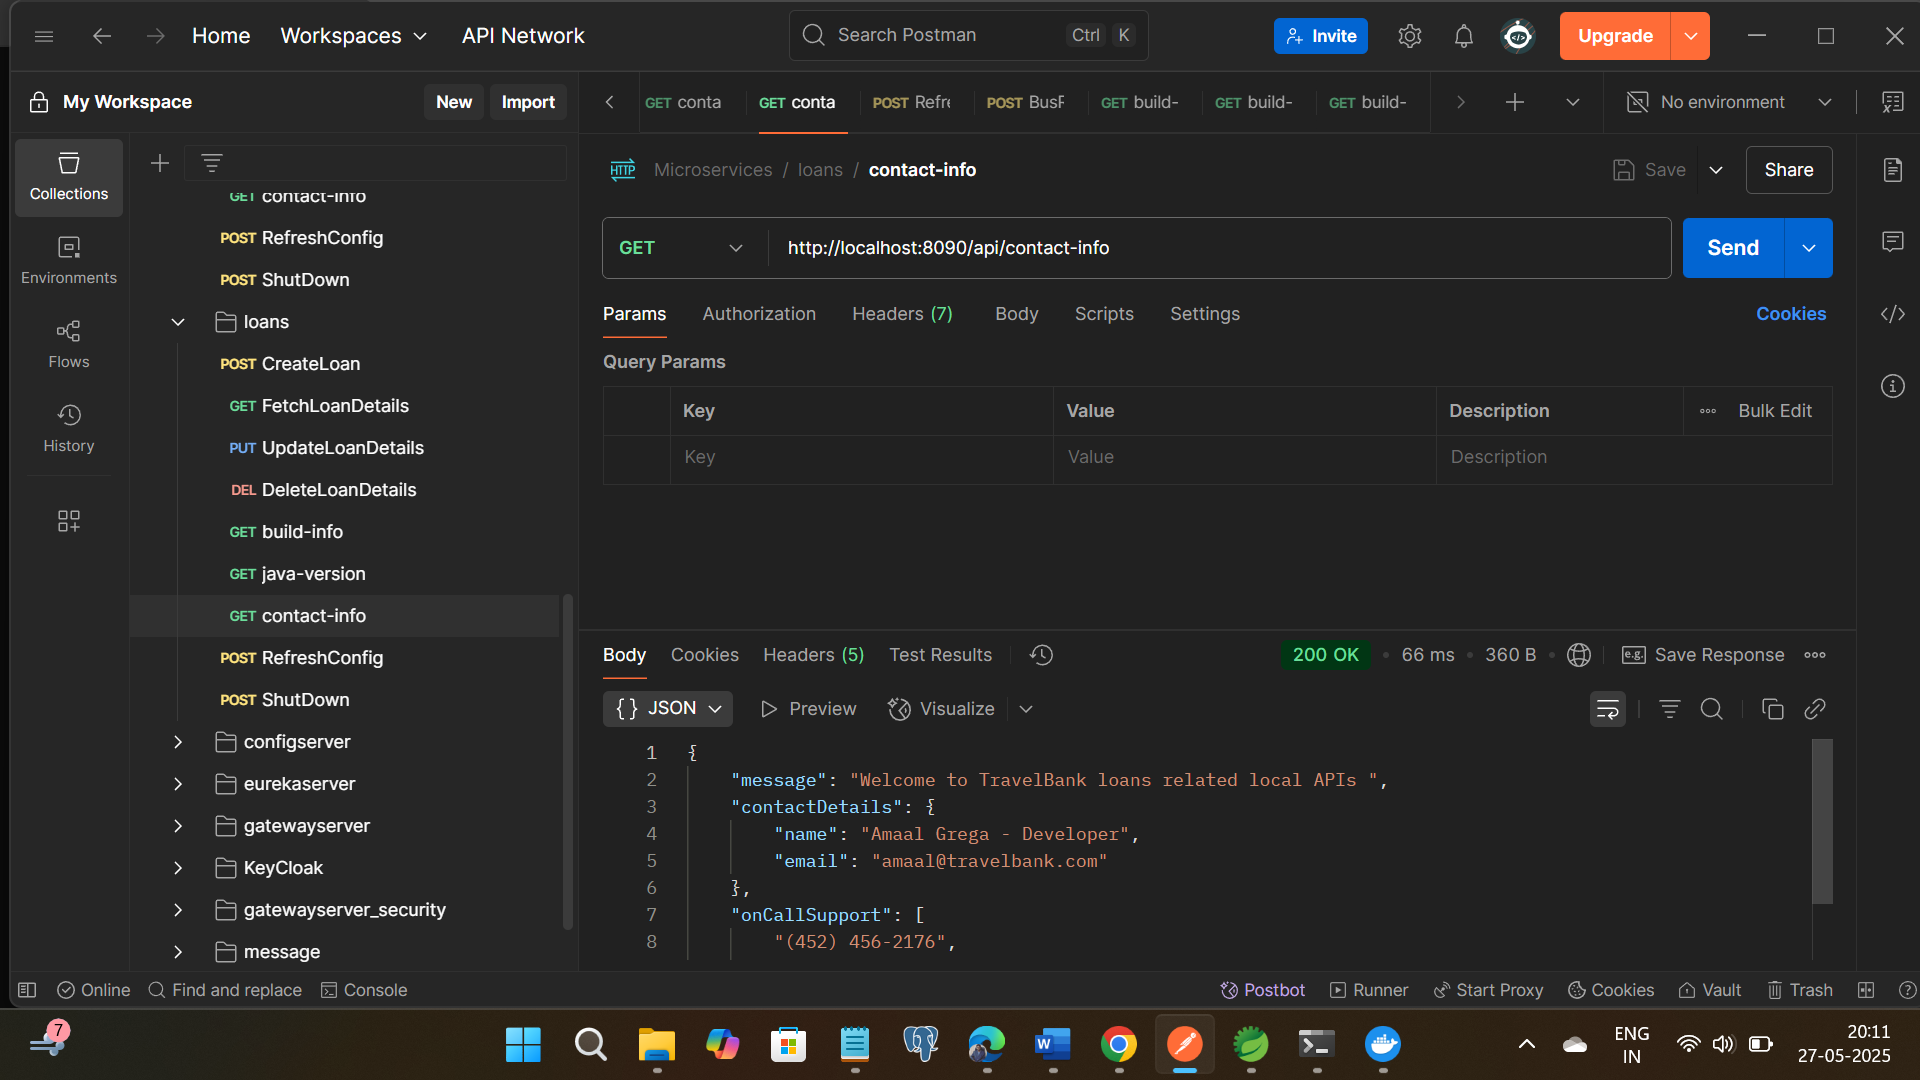 Home Workspaces API Network Search Postman Ctrl K Invite Upgrade
My Workspace New Import GET conta GET conta POST Refre POST BusF GET build- GET build- GET build- No environment
Collections
Environments
Flows
History
GET contact-info
POST RefreshConfig
POST ShutDown
loans
POST CreateLoan
GET FetchLoanDetails
PUT UpdateLoanDetails
DEL DeleteLoanDetails
GET build-info
GET java-version
GET contact-info
POST RefreshConfig
POST ShutDown
configserver
eurekaserver
gatewayserver
KeyCloak
gatewayserver_security
message
HTTP Microservices / loans / contact-info Save Share
GET http://localhost:8090/api/contact-info Send
Params Authorization Headers (7) Body Scripts Settings Cookies
Query Params
Key Value Description Bulk Edit
Key Value Description
Body Cookies Headers (5) Test Results 200 OK 66 ms 360 B e.g. Save Response
{ } JSON Preview Visualize
1 {
2 "message": "Welcome to TravelBank loans related local APIs ",
3 "contactDetails": {
4 "name": "Amaal Grega - Developer",
5 "email": "amaal@travelbank.com"
6 },
7 "onCallSupport": [
8 "(452) 456-2176",
Online Find and replace Console Postbot Runner Start Proxy Cookies Vault Trash
7 W ENG 20:11
IN 27-05-2025